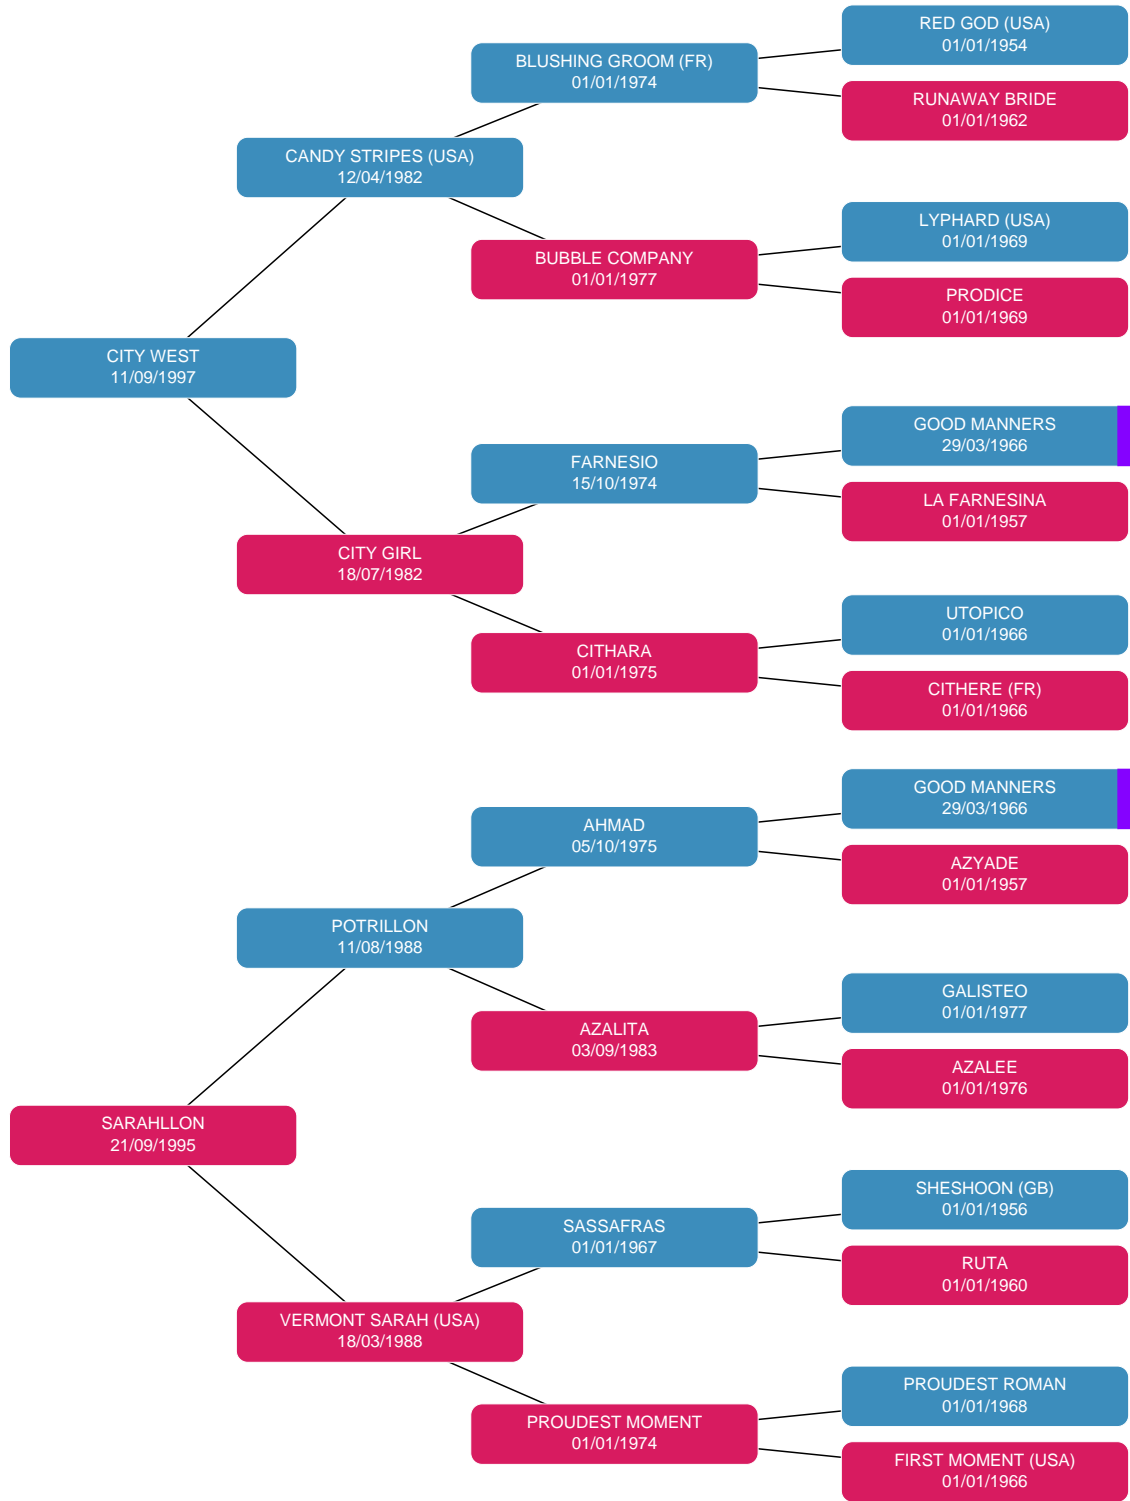 RED GOD (USA)
01/01/1954
BLUSHING GROOM (FR)
01/01/1974
RUNAWAY BRIDE
01/01/1962
CANDY STRIPES (USA)
12/04/1982
LYPHARD (USA)
01/01/1969
BUBBLE COMPANY
01/01/1977
PRODICE
01/01/1969
CITY WEST
11/09/1997
GOOD MANNERS
29/03/1966
FARNESIO
15/10/1974
LA FARNESINA
01/01/1957
CITY GIRL
18/07/1982
UTOPICO
01/01/1966
CITHARA
01/01/1975
CITHERE (FR)
01/01/1966
GOOD MANNERS
29/03/1966
AHMAD
05/10/1975
AZYADE
01/01/1957
POTRILLON
11/08/1988
GALISTEO
01/01/1977
AZALITA
03/09/1983
AZALEE
01/01/1976
SARAHLLON
21/09/1995
SHESHOON (GB)
01/01/1956
SASSAFRAS
01/01/1967
RUTA
01/01/1960
VERMONT SARAH (USA)
18/03/1988
PROUDEST ROMAN
01/01/1968
PROUDEST MOMENT
01/01/1974
FIRST MOMENT (USA)
01/01/1966